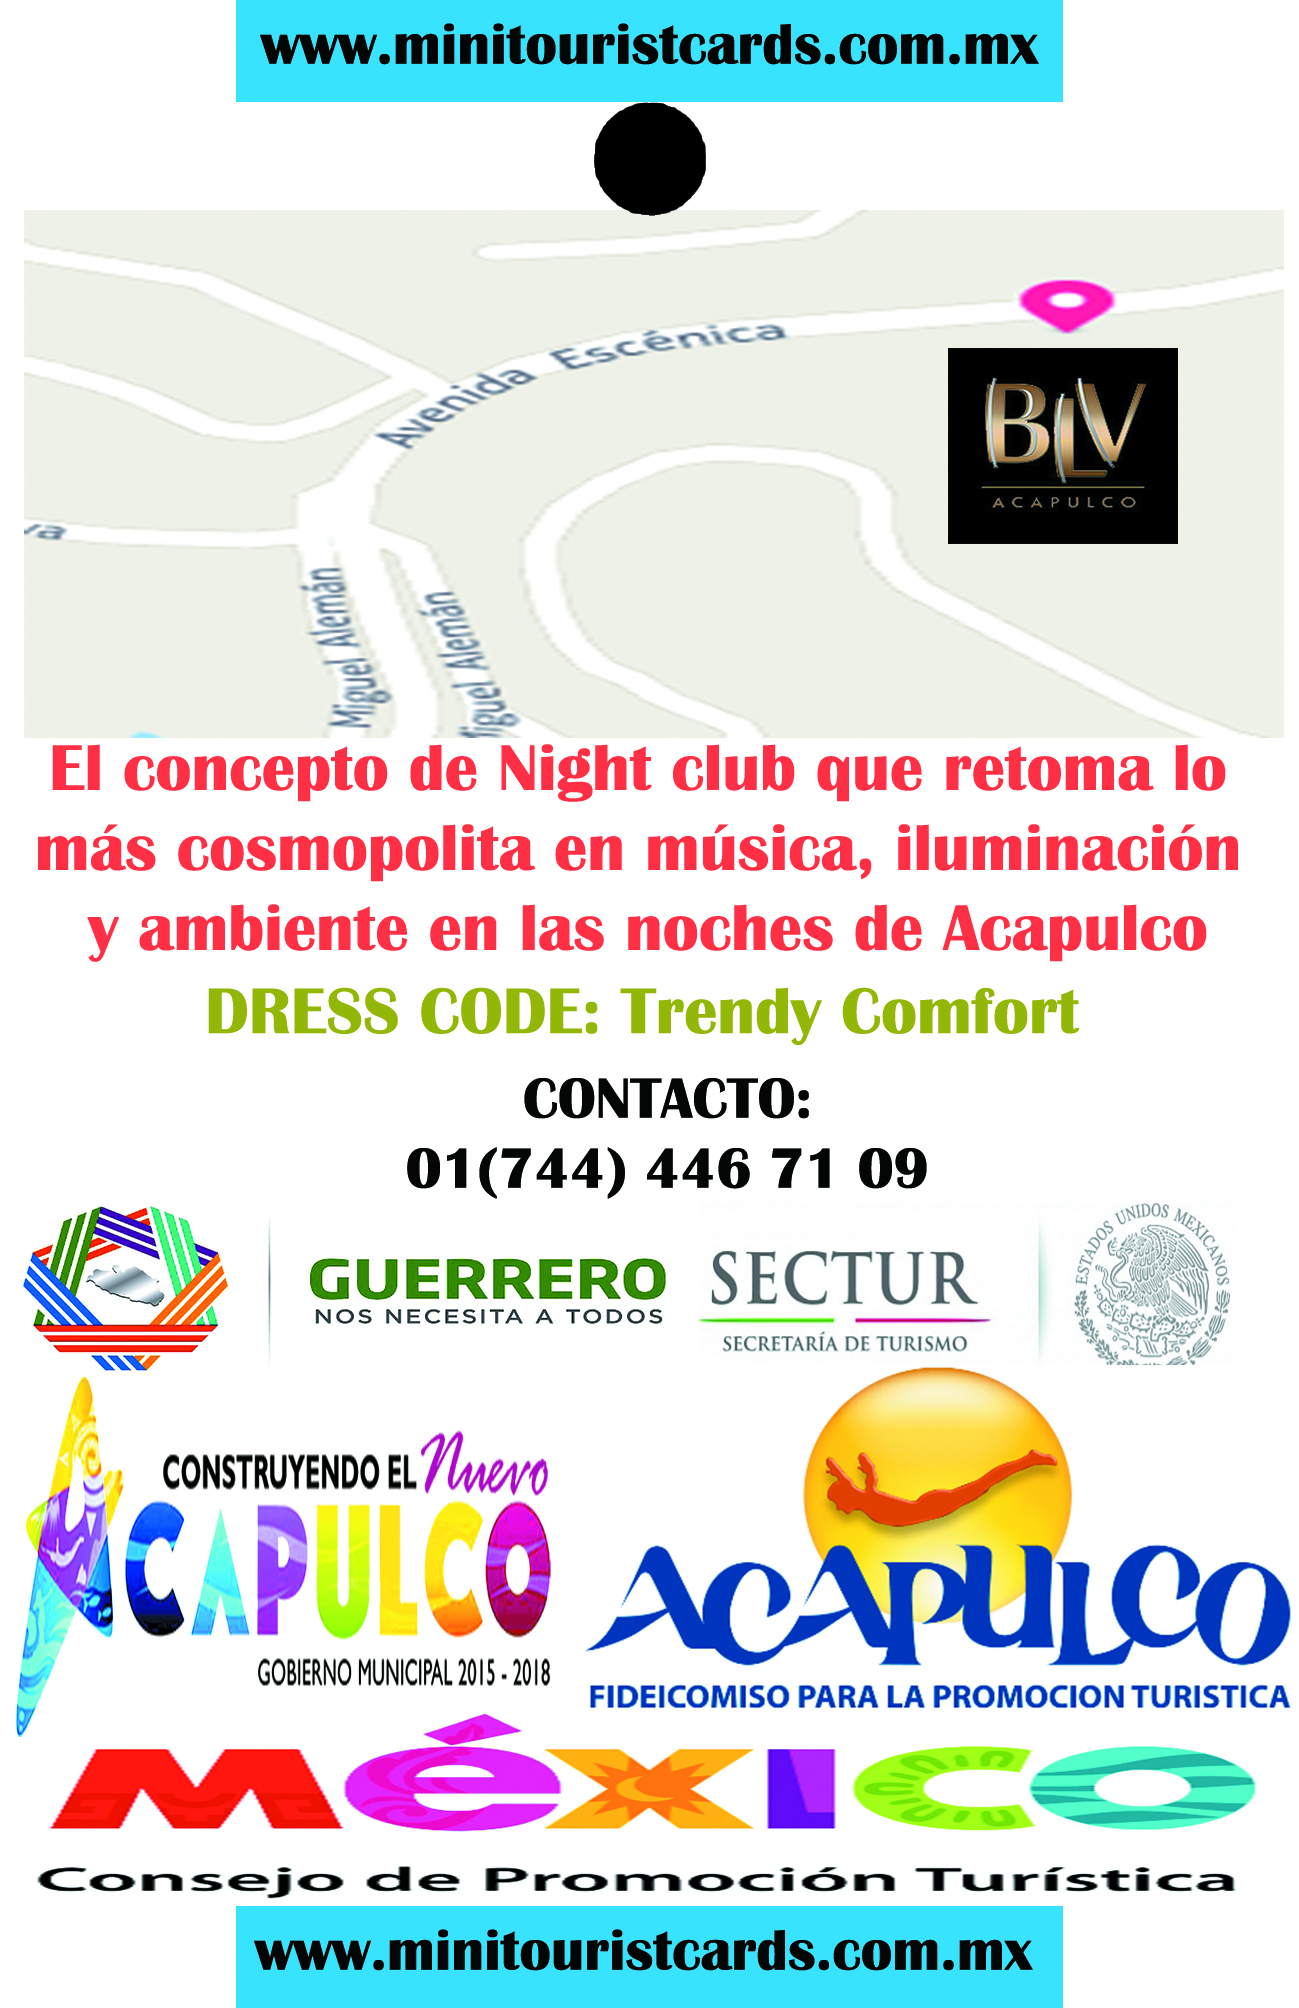 www.minitouristcards.com.mx
Avenida Escénica
BLV
ACAPULCO
va
Miguel Alemán
Miguel Alemán
El concepto de Night club que retoma lo
más cosmopolita en música, iluminación
y ambiente en las noches de Acapulco
DRESS CODE: Trendy Comfort
CONTACTO:
01(744) 446 71 09
GUERRERO
NOS NECESITA A TODOS
SECTUR
SECRETARÍA DE TURISMO
ESTADOS UNIDOS MEXICANOS
CONSTRUYENDO EL Nuevo
ACAPULCO
GOBIERNO MUNICIPAL 2015 - 2018
ACAPULCO
FIDEICOMISO PARA LA PROMOCION TURISTICA
MéXICO
Consejo de Promoción Turística
www.minitouristcards.com.mx